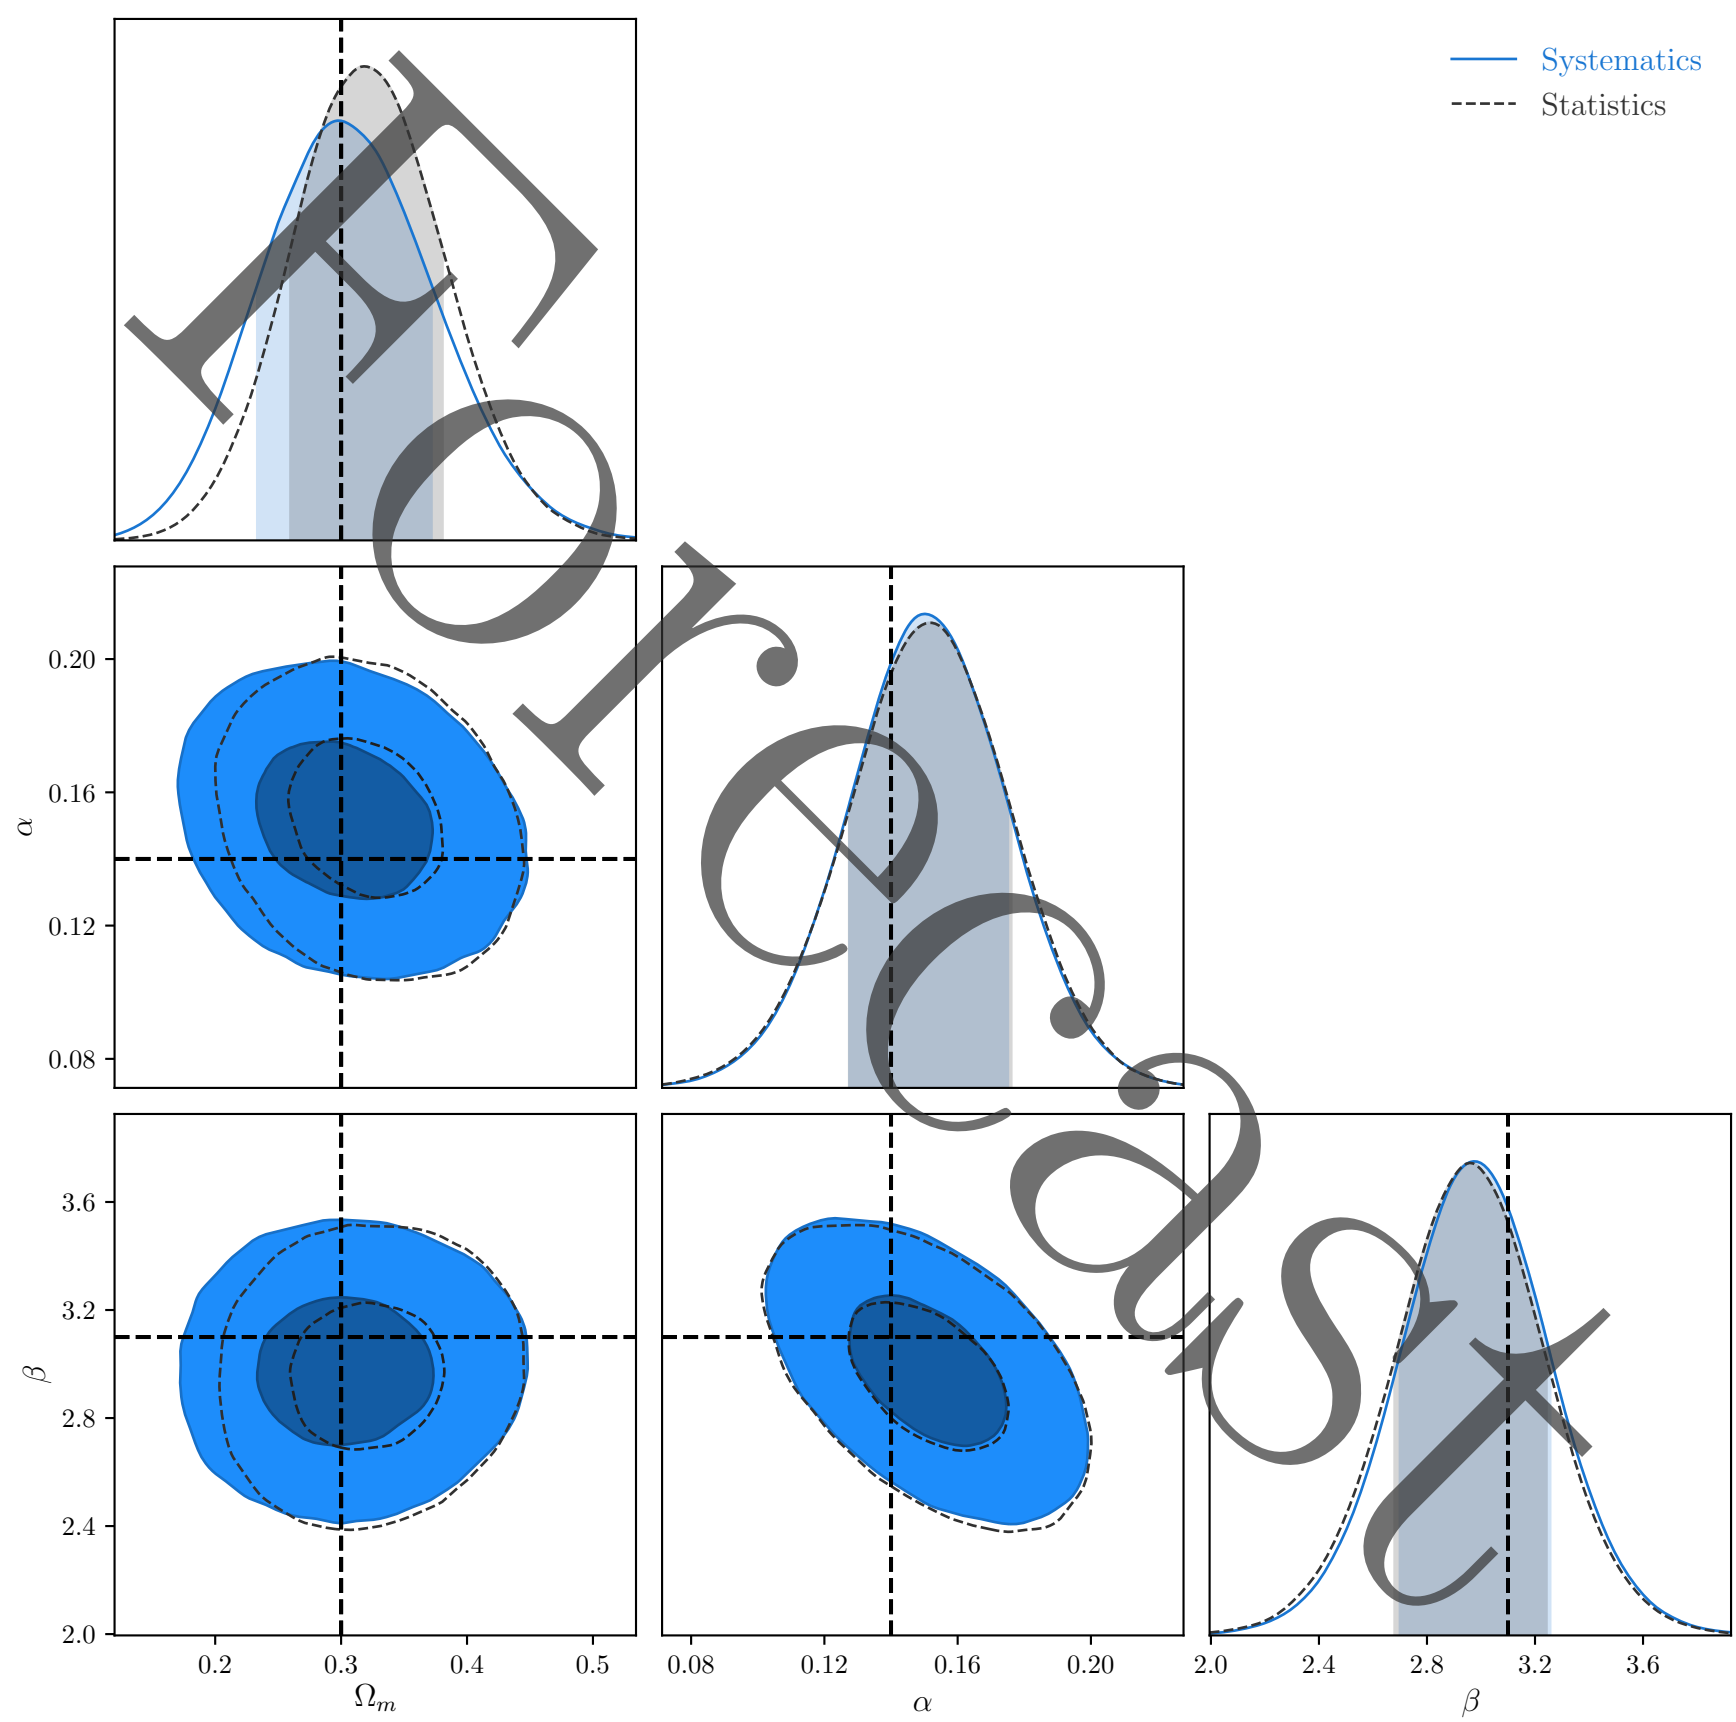 Systematics
Statistics
Forecast
0.20
0.16
0.12
0.08
α
3.6
3.2
2.8
2.4
2.0
β
0.2 0.3 0.4 0.5
Ωm
0.08 0.12 0.16 0.20
α
2.0 2.4 2.8 3.2 3.6
β